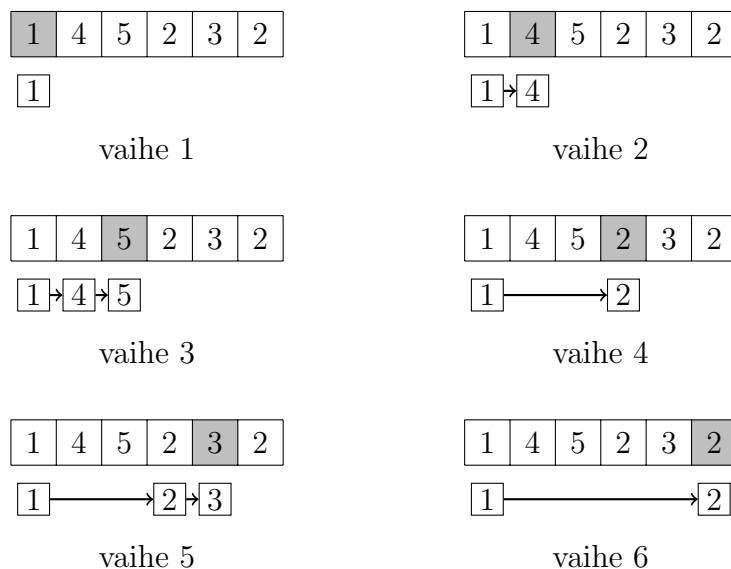 1 4 5 2 3 2
1
vaihe 1
1 4 5 2 3 2
1 4
vaihe 2
1 4 5 2 3 2
1 4 5
vaihe 3
1 4 5 2 3 2
1 2
vaihe 4
1 4 5 2 3 2
1 2 3
vaihe 5
1 4 5 2 3 2
1 2
vaihe 6